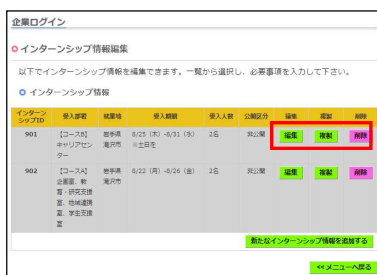 企業ログイン
インターンシップ情報編集
以下でインターンシップ情報を編集できます。一覧から選択し、必要事項を入力して下さい。
インターンシップ情報
インターンシップID 受入部署 就業地 受入期間 受入人数 公開区分 編集 複製 削除
901 【コースB】 岩手県 8/25（木）-8/31（水） 2名 非公開 編集 複製 削除
キャリアセン 滝沢市 ※土日を
ター
902 【コースA】 岩手県 8/22（月）-8/26（金） 2名 非公開 編集 複製 削除
企画室、教 滝沢市
育・研究支援
室、地域連携
室、学生支援
室
新たなインターンシップ情報を追加する
<<メニューへ戻る